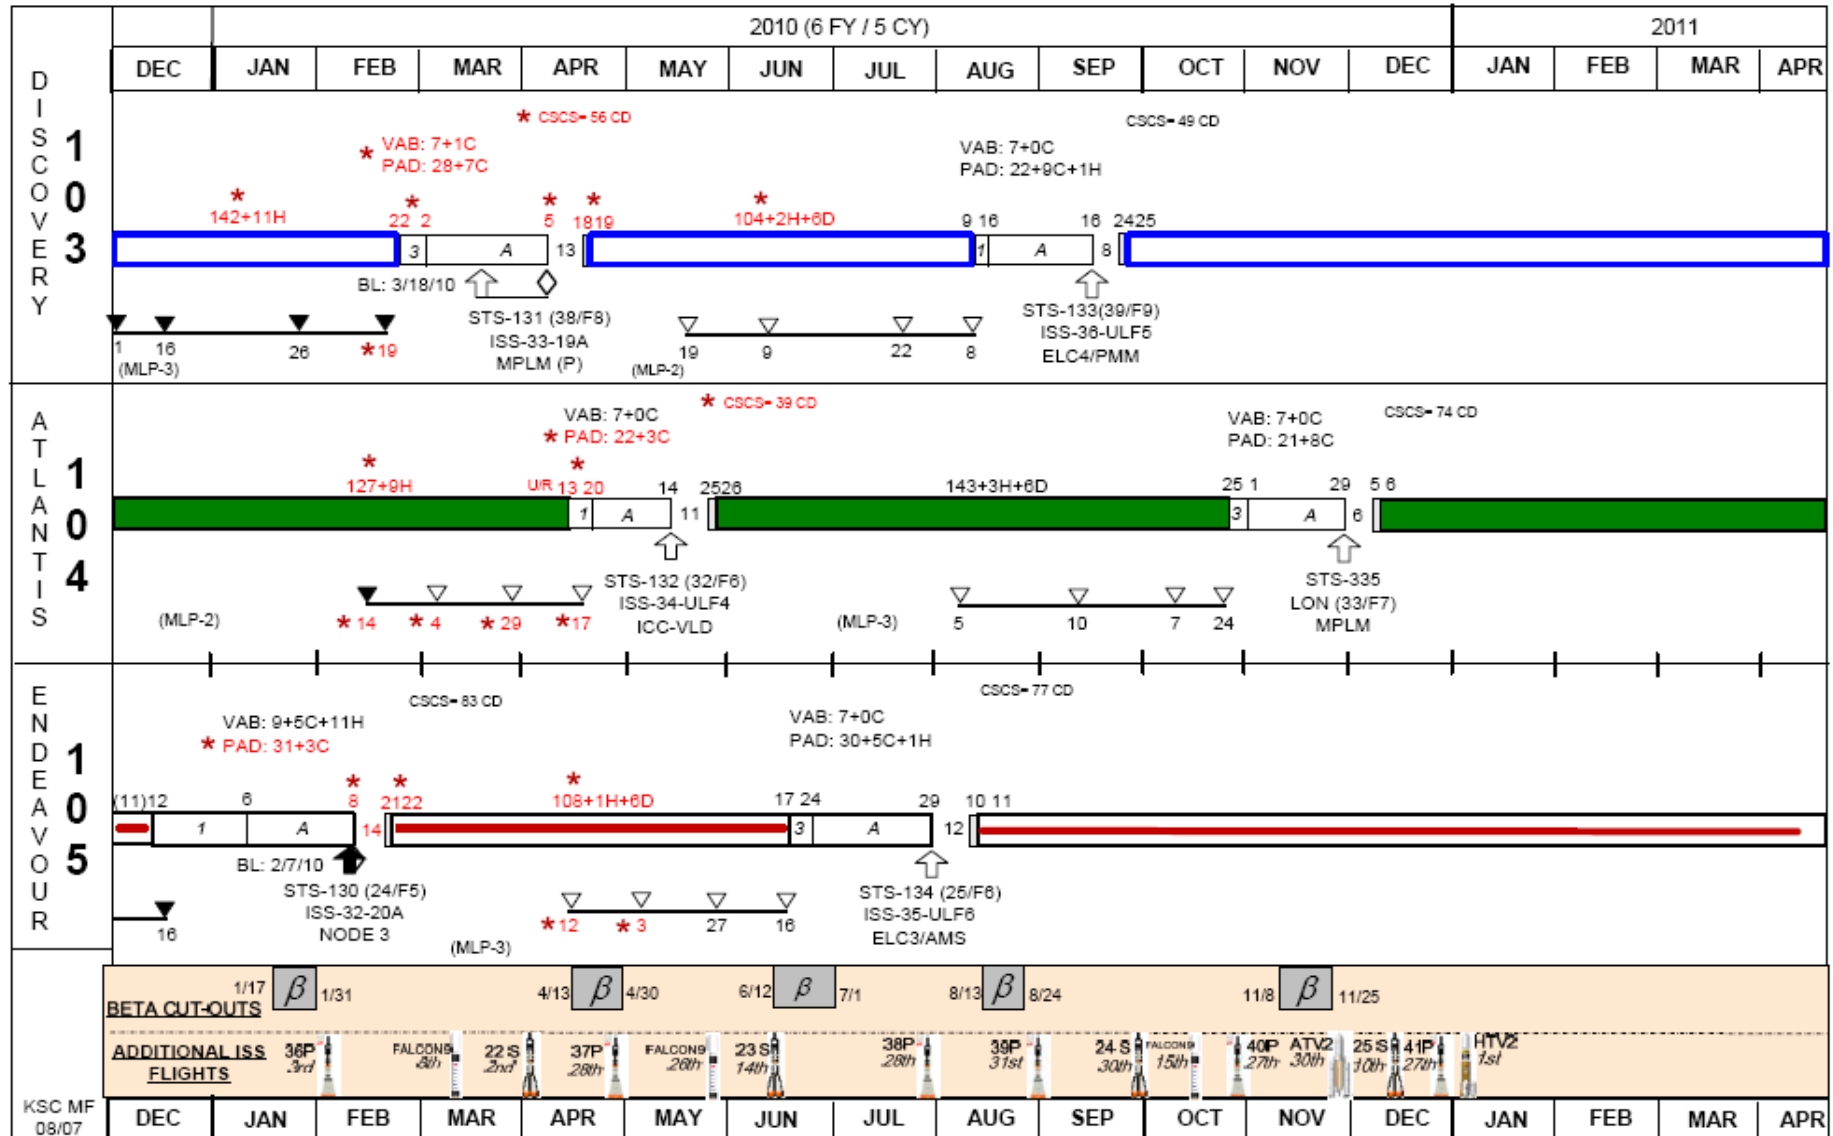 2010 (6 FY / 5 CY) 2011
DEC JAN FEB MAR APR MAY JUN JUL AUG SEP OCT NOV DEC JAN FEB MAR APR
DISCOVERY
103
* CSCS= 56 CD
CSCS= 49 CD
* VAB: 7+1C
PAD: 28+7C
VAB: 7+0C
PAD: 22+9C+1H
* * * * *
142+11H 22 2 5 1819 104+2H+6D 9 16 16 2425
3 A 13 1 A 8
BL: 3/18/10
STS-131 (38/F8)
ISS-33-19A
MPLM (P)
STS-133(39/F9)
ISS-36-ULF5
ELC4/PMM
1 16 26 *19 19 9 22 8
(MLP-3) (MLP-2)
ATLANTIS
104
* CSCS= 39 CD
CSCS= 74 CD
VAB: 7+0C
* PAD: 22+3C
VAB: 7+0C
PAD: 21+8C
* *
127+9H U/R 13 20 14 2526 143+3H+6D 25 1 29 5 6
1 A 11 3 A 6
STS-132 (32/F6)
ISS-34-ULF4
ICC-VLD
STS-335
LON (33/F7)
MPLM
(MLP-2) * 14 * 4 * 29 *17 (MLP-3) 5 10 7 24
ENDEAVOUR
105
CSCS= 83 CD
CSCS= 77 CD
VAB: 9+5C+11H
* PAD: 31+3C
VAB: 7+0C
PAD: 30+5C+1H
* * *
(11)12 6 8 2122 108+1H+6D 17 24 29 10 11
1 A 14 3 A 12
BL: 2/7/10
STS-130 (24/F5)
ISS-32-20A
NODE 3
STS-134 (25/F6)
ISS-35-ULF6
ELC3/AMS
16 (MLP-3) *12 * 3 27 16
1/17 β 1/31 4/13 β 4/30 6/12 β 7/1 8/13 β 8/24 11/8 β 11/25
BETA CUT-OUTS
ADDITIONAL ISS
FLIGHTS
36P 3rd
FALCON9 8th
22 S 2nd
37P 28th
FALCON9 26th
23 S 14th
38P 28th
39P 31st
24 S 30th
FALCON9 15th
40P 27th
ATV2 30th
25 S 10th
41P 27th
HTV2 1st
KSC MF
08/07
DEC JAN FEB MAR APR MAY JUN JUL AUG SEP OCT NOV DEC JAN FEB MAR APR